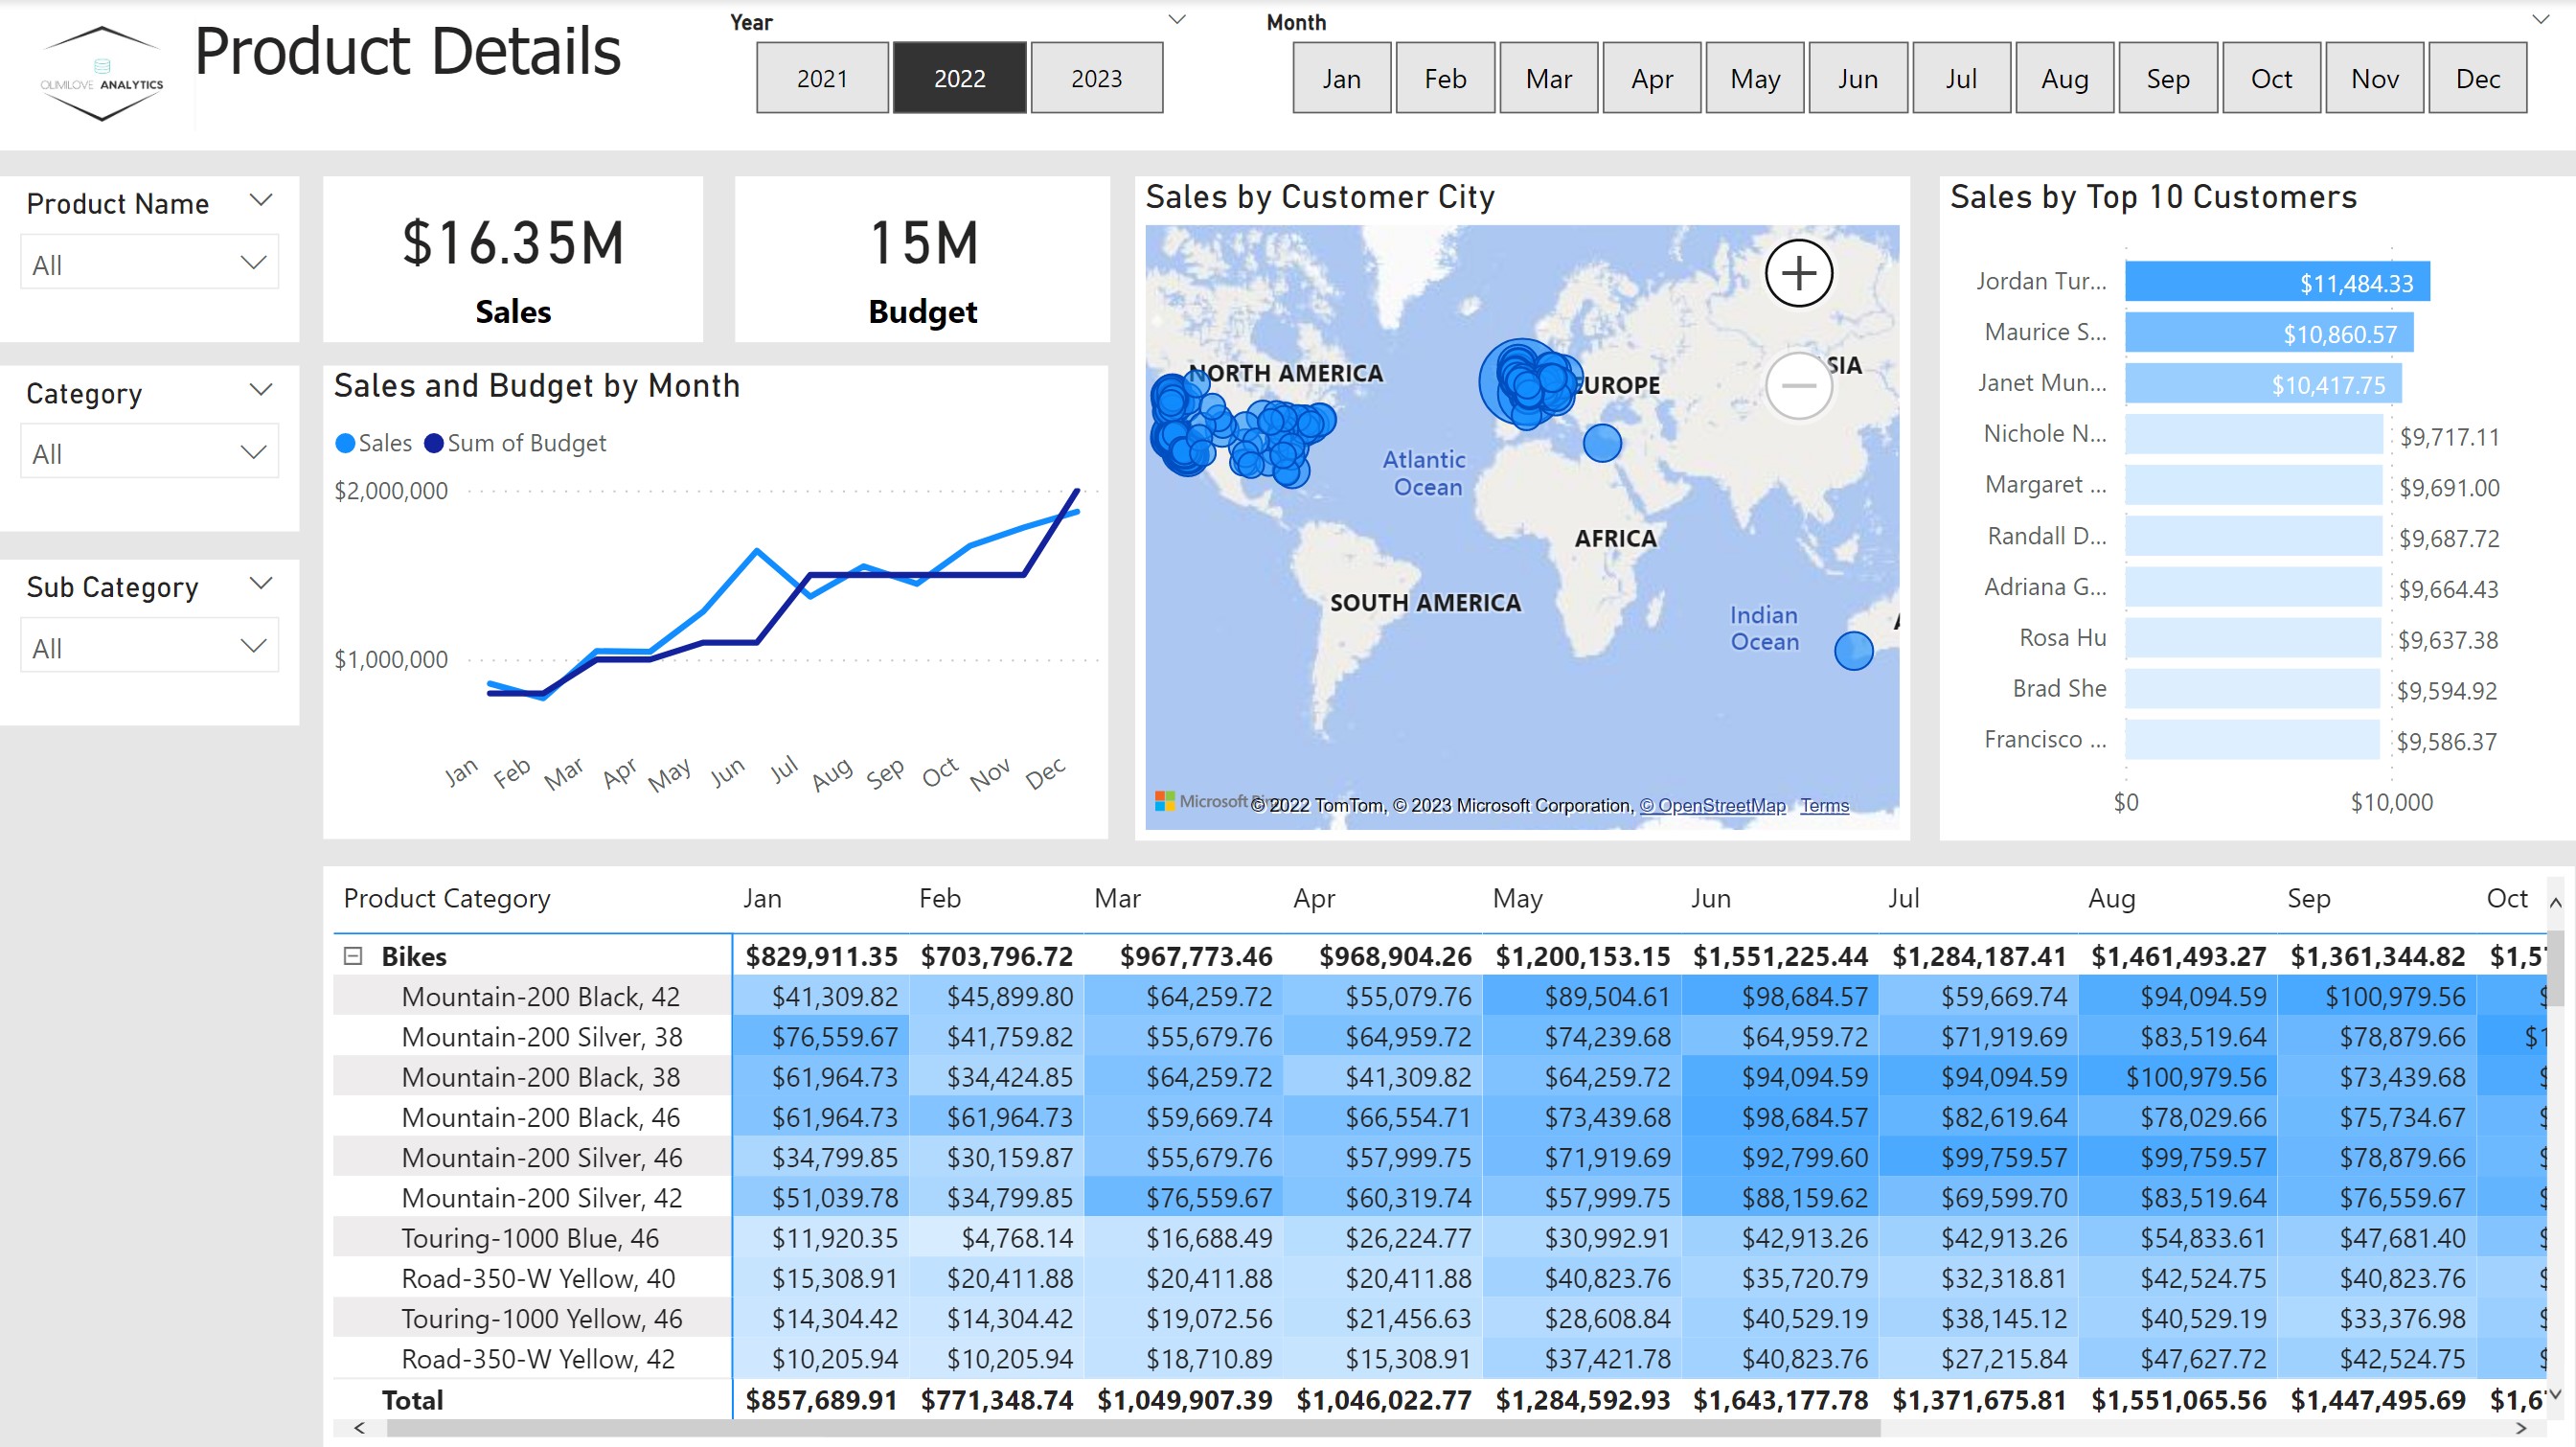 OLIMILOVE ANALYTICS
Product Details
Year
2021 2022 2023
Month
Jan Feb Mar Apr May Jun Jul Aug Sep Oct Nov Dec
Product Name
All
Category
All
Sub Category
All
$16.35M
Sales
15M
Budget
Sales and Budget by Month
Sales Sum of Budget
$2,000,000
$1,000,000
Jan Feb Mar Apr May Jun Jul Aug Sep Oct Nov Dec
Sales by Customer City
NORTH AMERICA
EUROPE
SIA
Atlantic
Ocean
AFRICA
SOUTH AMERICA
Indian
Ocean
A
Microsoft
© 2022 TomTom, © 2023 Microsoft Corporation, © OpenStreetMap Terms
Sales by Top 10 Customers
Jordan Tur... $11,484.33
Maurice S... $10,860.57
Janet Mun... $10,417.75
Nichole N... $9,717.11
Margaret ... $9,691.00
Randall D... $9,687.72
Adriana G... $9,664.43
Rosa Hu $9,637.38
Brad She $9,594.92
Francisco ... $9,586.37
$0 $10,000
Product Category Jan Feb Mar Apr May Jun Jul Aug Sep Oct
Bikes $829,911.35 $703,796.72 $967,773.46 $968,904.26 $1,200,153.15 $1,551,225.44 $1,284,187.41 $1,461,493.27 $1,361,344.82 $1,5
Mountain-200 Black, 42 $41,309.82 $45,899.80 $64,259.72 $55,079.76 $89,504.61 $98,684.57 $59,669.74 $94,094.59 $100,979.56 $
Mountain-200 Silver, 38 $76,559.67 $41,759.82 $55,679.76 $64,959.72 $74,239.68 $64,959.72 $71,919.69 $83,519.64 $78,879.66 $1
Mountain-200 Black, 38 $61,964.73 $34,424.85 $64,259.72 $41,309.82 $64,259.72 $94,094.59 $94,094.59 $100,979.56 $73,439.68 $
Mountain-200 Black, 46 $61,964.73 $61,964.73 $59,669.74 $66,554.71 $73,439.68 $98,684.57 $82,619.64 $78,029.66 $75,734.67 $
Mountain-200 Silver, 46 $34,799.85 $30,159.87 $55,679.76 $57,999.75 $71,919.69 $92,799.60 $99,759.57 $99,759.57 $78,879.66 $
Mountain-200 Silver, 42 $51,039.78 $34,799.85 $76,559.67 $60,319.74 $57,999.75 $88,159.62 $69,599.70 $83,519.64 $76,559.67 $
Touring-1000 Blue, 46 $11,920.35 $4,768.14 $16,688.49 $26,224.77 $30,992.91 $42,913.26 $42,913.26 $54,833.61 $47,681.40 $
Road-350-W Yellow, 40 $15,308.91 $20,411.88 $20,411.88 $20,411.88 $40,823.76 $35,720.79 $32,318.81 $42,524.75 $40,823.76 $
Touring-1000 Yellow, 46 $14,304.42 $14,304.42 $19,072.56 $21,456.63 $28,608.84 $40,529.19 $38,145.12 $40,529.19 $33,376.98 $
Road-350-W Yellow, 42 $10,205.94 $10,205.94 $18,710.89 $15,308.91 $37,421.78 $40,823.76 $27,215.84 $47,627.72 $42,524.75 $
Total $857,689.91 $771,348.74 $1,049,907.39 $1,046,022.77 $1,284,592.93 $1,643,177.78 $1,371,675.81 $1,551,065.56 $1,447,495.69 $1,6